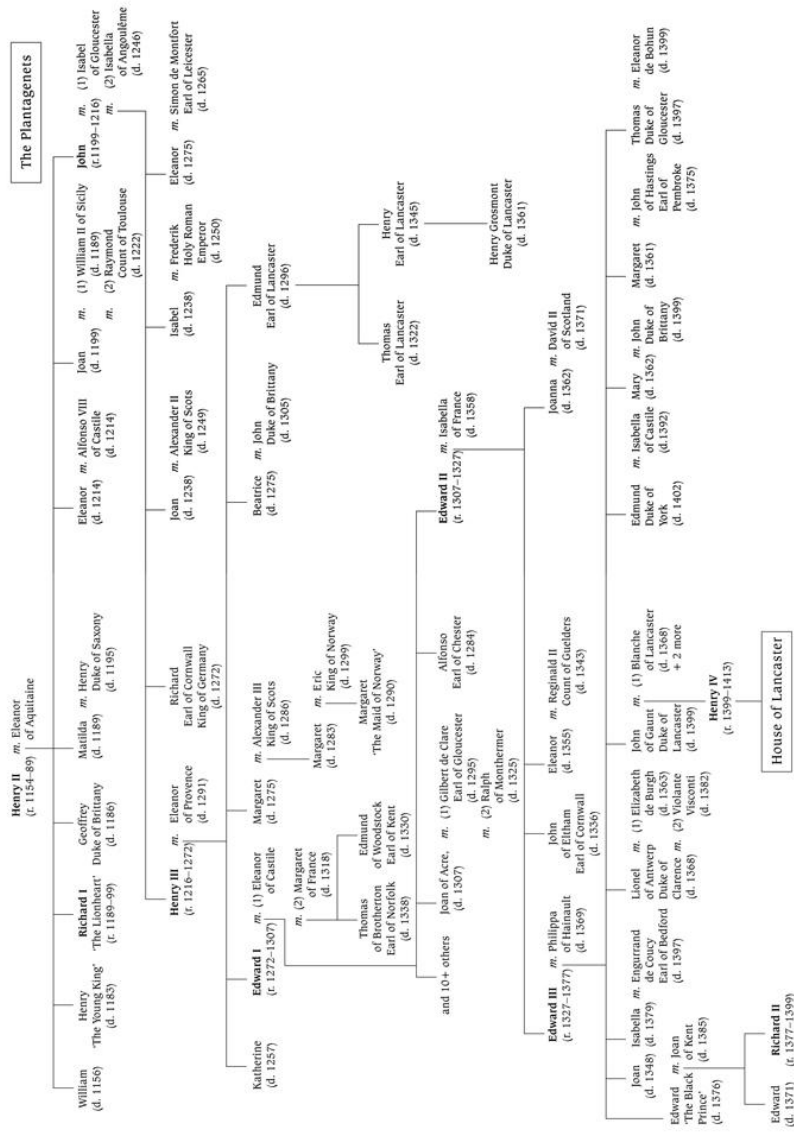 The Plantagenets
Henry II m. Eleanor
(r. 1154–89) of Aquitaine
William
(d. 1156)
Henry
'The Young King'
(d. 1183)
Richard I
'The Lionheart'
(r. 1189–99)
Geoffrey
Duke of Brittany
(d. 1186)
Matilda m. Henry
(d. 1189) Duke of Saxony
(d. 1195)
Eleanor m. Alfonso VIII
(d. 1214) of Castile
(d. 1214)
Joan m. (1) William II of Sicily
(d. 1199) (d. 1189)
m. (2) Raymond
Count of Toulouse
(d. 1222)
John m. (1) Isabel
(r.1199–1216) of Gloucester
m. (2) Isabella
of Angoulême
(d. 1246)
Henry III m. Eleanor
(r. 1216–1272) of Provence
(d. 1291)
Richard
Earl of Cornwall
King of Germany
(d. 1272)
Joan m. Alexander II
(d. 1238) King of Scots
(d. 1249)
Isabel m. Frederik
(d. 1238) Holy Roman
Emperor
(d. 1250)
Eleanor m. Simon de Montfort
(d. 1275) Earl of Leicester
(d. 1265)
Katherine
(d. 1257)
Edward I m. (1) Eleanor
(r. 1272–1307) of Castile
m. (2) Margaret
of France
(d. 1318)
Margaret m. Alexander III
(d. 1275) King of Scots
(d. 1286)
Beatrice m. John
(d. 1275) Duke of Brittany
(d. 1305)
Edmund
Earl of Lancaster
(d. 1296)
Thomas
of Brotherton
Earl of Norfolk
(d. 1338)
Edmund
of Woodstock
Earl of Kent
(d. 1330)
Margaret m. Eric
(d. 1283) King of Norway
(d. 1299)
Margaret
'The Maid of Norway'
(d. 1290)
Thomas
Earl of Lancaster
(d. 1322)
Henry
Earl of Lancaster
(d. 1345)
Henry Grosmont
Duke of Lancaster
(d. 1361)
and 10+ others
Joan of Acre, m. (1) Gilbert de Clare
(d. 1307) Earl of Gloucester
(d. 1295)
m. (2) Ralph
of Monthermer
(d. 1325)
Alfonso
Earl of Chester
(d. 1284)
Edward II m. Isabella
(r. 1307–1327) of France
(d. 1358)
Edward III m. Philippa
(r. 1327–1377) of Hainault
(d. 1369)
John
of Eltham
Earl of Cornwall
(d. 1336)
Eleanor m. Reginald II
(d. 1355) Count of Guelders
(d. 1343)
Joanna m. David II
(d. 1362) of Scotland
(d. 1371)
Edward m. Joan
'The Black of Kent
Prince' (d. 1385)
(d. 1376)
Joan
(d. 1348)
Isabella m. Engurrand
(d. 1379) de Coucy
Earl of Bedford
(d. 1397)
Lionel m. (1) Elizabeth
of Antwerp de Burgh
Duke of (d. 1363)
Clarence m. (2) Violante
(d. 1368) Visconti
(d. 1382)
John m. (1) Blanche
of Gaunt of Lancaster
Duke of (d. 1368)
Lancaster + 2 more
(d. 1399)
Edmund m. Isabella
Duke of of Castile
York (d.1392)
(d. 1402)
Mary m. John
(d. 1362) Duke of
Brittany
(d. 1399)
Margaret m. John
(d. 1361) of Hastings
Earl of
Pembroke
(d. 1375)
Thomas m. Eleanor
Duke of de Bohun
Gloucester (d. 1399)
(d. 1397)
Edward
(d. 1371)
Richard II
(r. 1377–1399)
Henry IV
(r. 1399–1413)
House of Lancaster